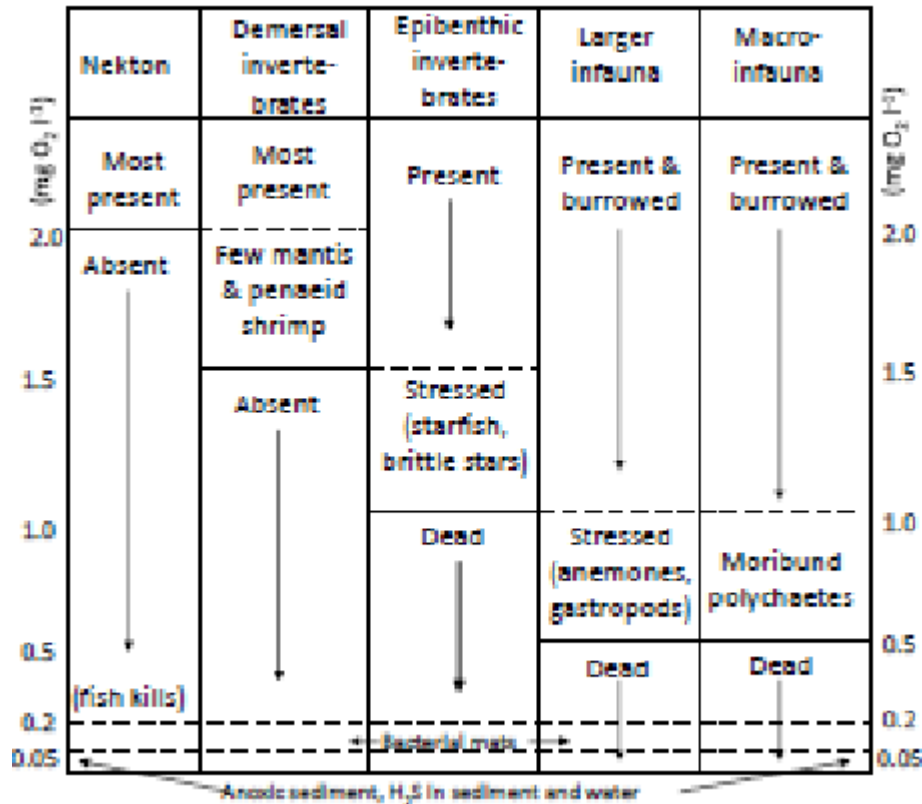 Nekton
Demersal
inverte-
brates
Epibenthic
inverte-
brates
Larger
infauna
Macro-
infauna
(mg O₂ l⁻¹)
(mg O₂ l⁻¹)
Most
present
Most
present
Present
Present &
burrowed
Present &
burrowed
2.0
2.0
Absent
Few mantis
& penaeid
shrimp
1.5
1.5
Absent
Stressed
(starfish,
brittle stars)
1.0
1.0
Dead
Stressed
(anemones,
gastropods)
Moribund
polychaetes
0.5
0.5
(fish kills)
Dead
Dead
0.2
0.2
Bacterial mats
0.05
0.05
Anoxic sediment, H₂S in sediment and water